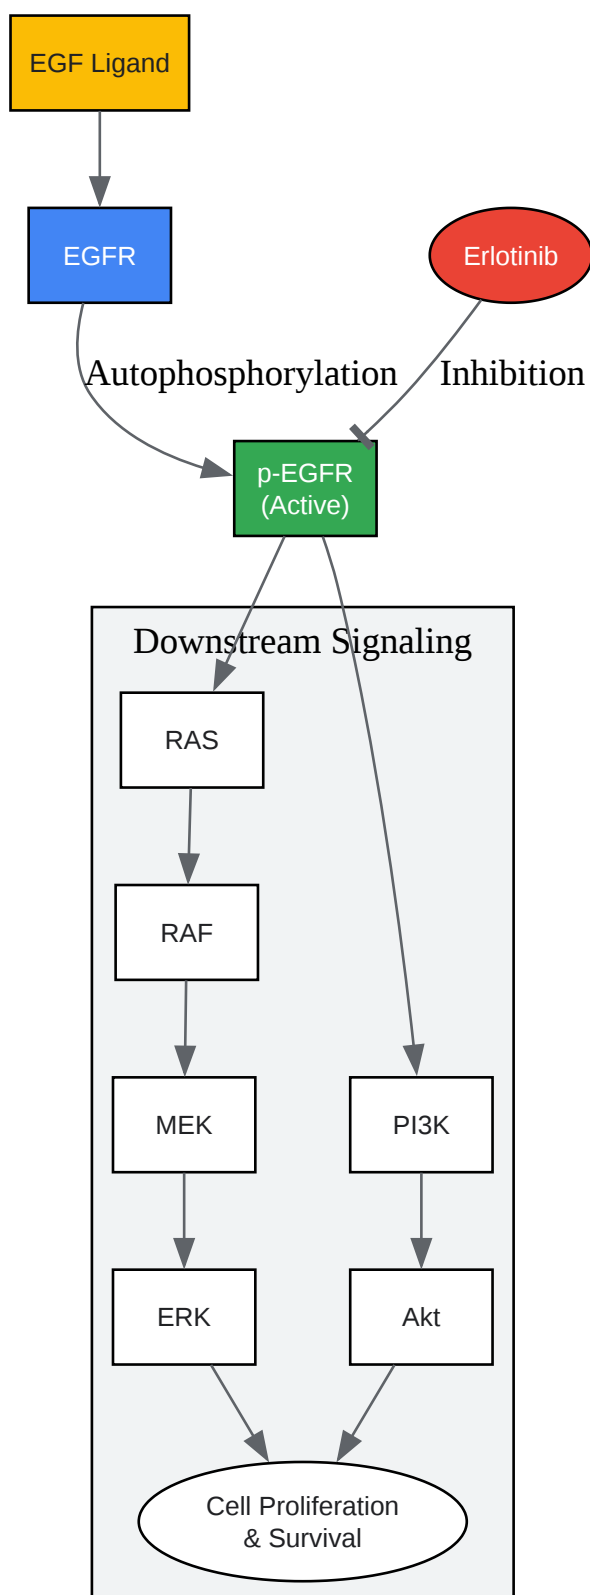 EGF Ligand
EGFR
Erlotinib
Autophosphorylation
Inhibition
p-EGFR
(Active)
Downstream Signaling
RAS
RAF
MEK
PI3K
ERK
Akt
Cell Proliferation
& Survival